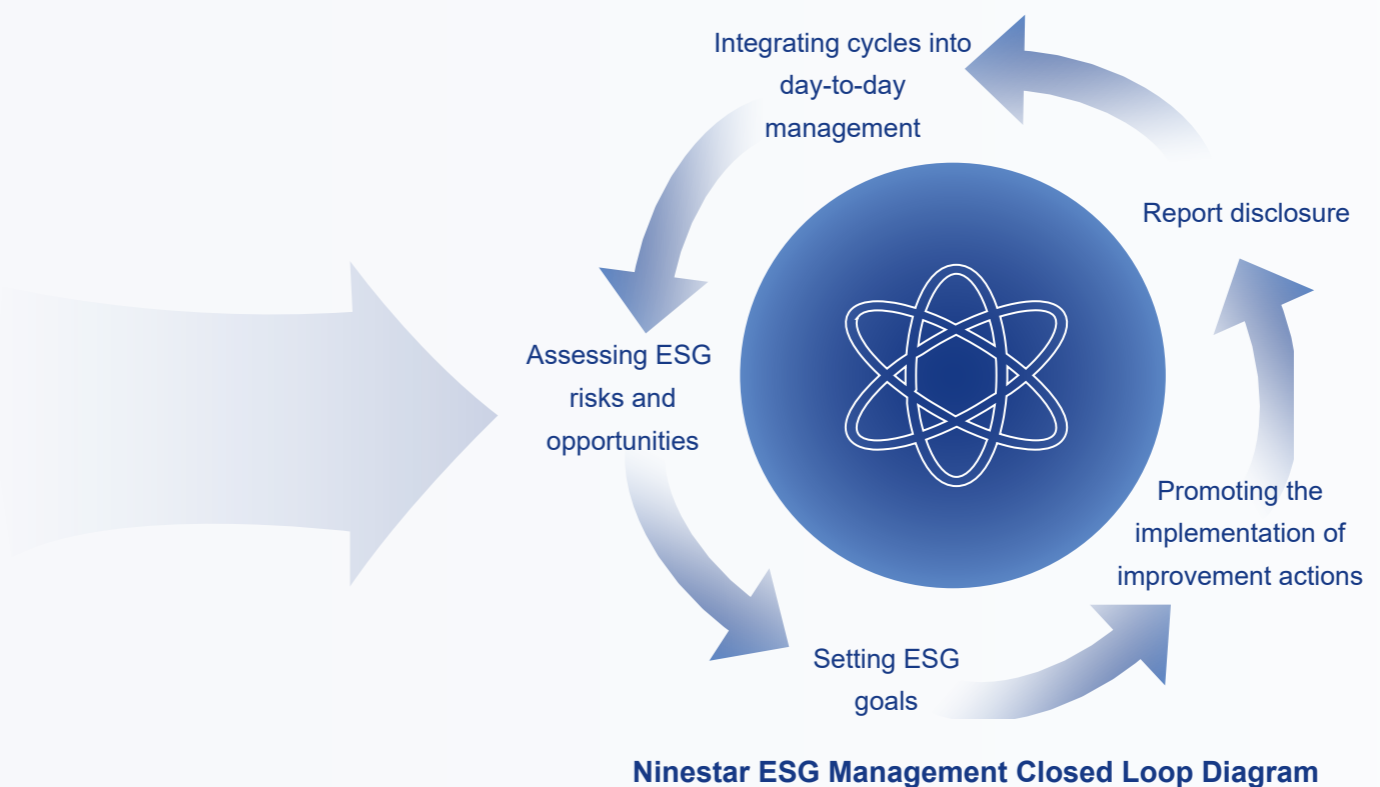 Integrating cycles into
day-to-day
management
Report disclosure
Assessing ESG
risks and
opportunities
Promoting the
implementation of
improvement actions
Setting ESG
goals
Ninestar ESG Management Closed Loop Diagram